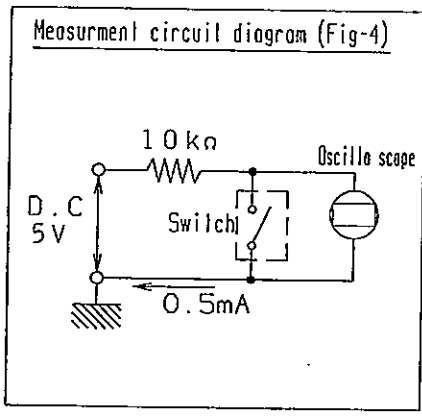 Measurment circuit diagram (Fig-4)
10kΩ
Oscillo scope
D.C
5V
Switch
0.5mA